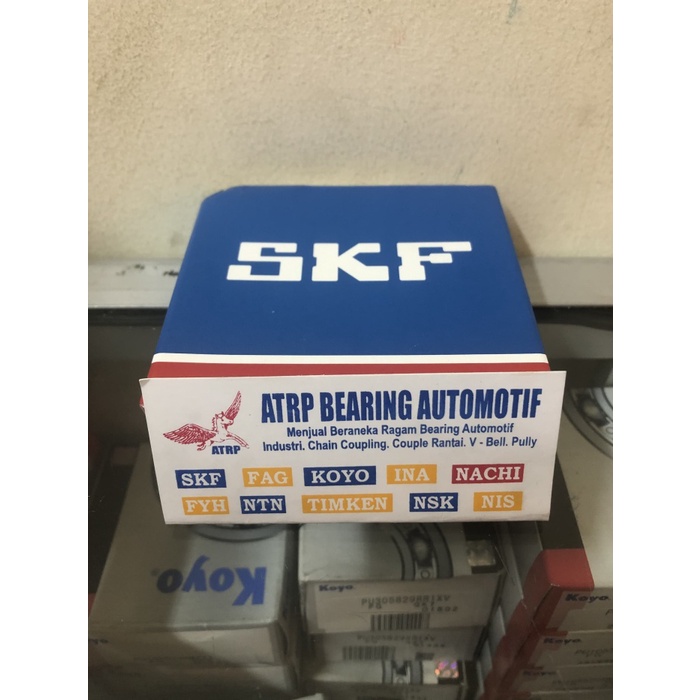 SKF
ATRP BEARING AUTOMOTIF
Menjual Beraneka Ragam Bearing Automotif
Industri. Chain Coupling. Couple Rantai. V - Bell. Pully
ATRP
SKF FAG KOYO INA NACHI
FYH NTN TIMKEN NSK NIS
Koyo
Koyo
Koyo